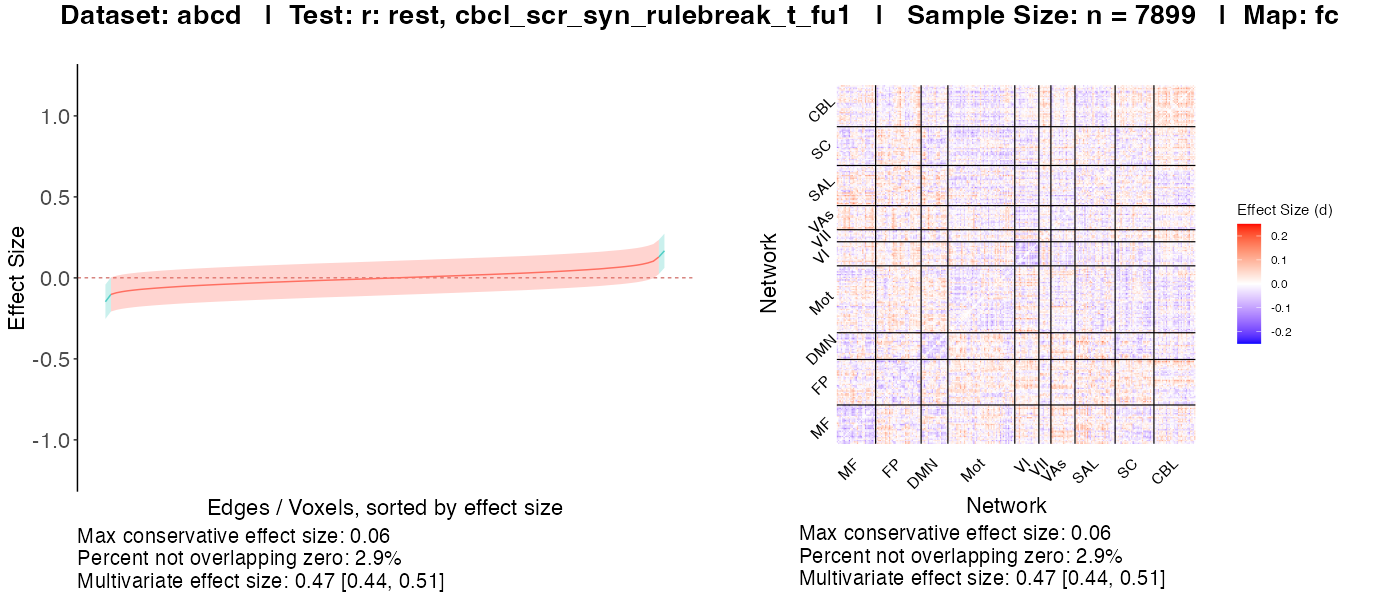 Dataset: abcd | Test: r: rest, cbcl_scr_syn_rulebreak_t_fu1 | Sample Size: n = 7899 | Map: fc
Effect Size
1.0
0.5
0.0
-0.5
-1.0
Edges / Voxels, sorted by effect size
Max conservative effect size: 0.06
Percent not overlapping zero: 2.9%
Multivariate effect size: 0.47 [0.44, 0.51]
Network
CBL
SC
SAL
VAs
VII
VI
Mot
DMN
FP
MF
MF
FP
DMN
Mot
VI
VII
VAs
SAL
SC
CBL
Network
Max conservative effect size: 0.06
Percent not overlapping zero: 2.9%
Multivariate effect size: 0.47 [0.44, 0.51]
Effect Size (d)
0.2
0.1
0.0
-0.1
-0.2